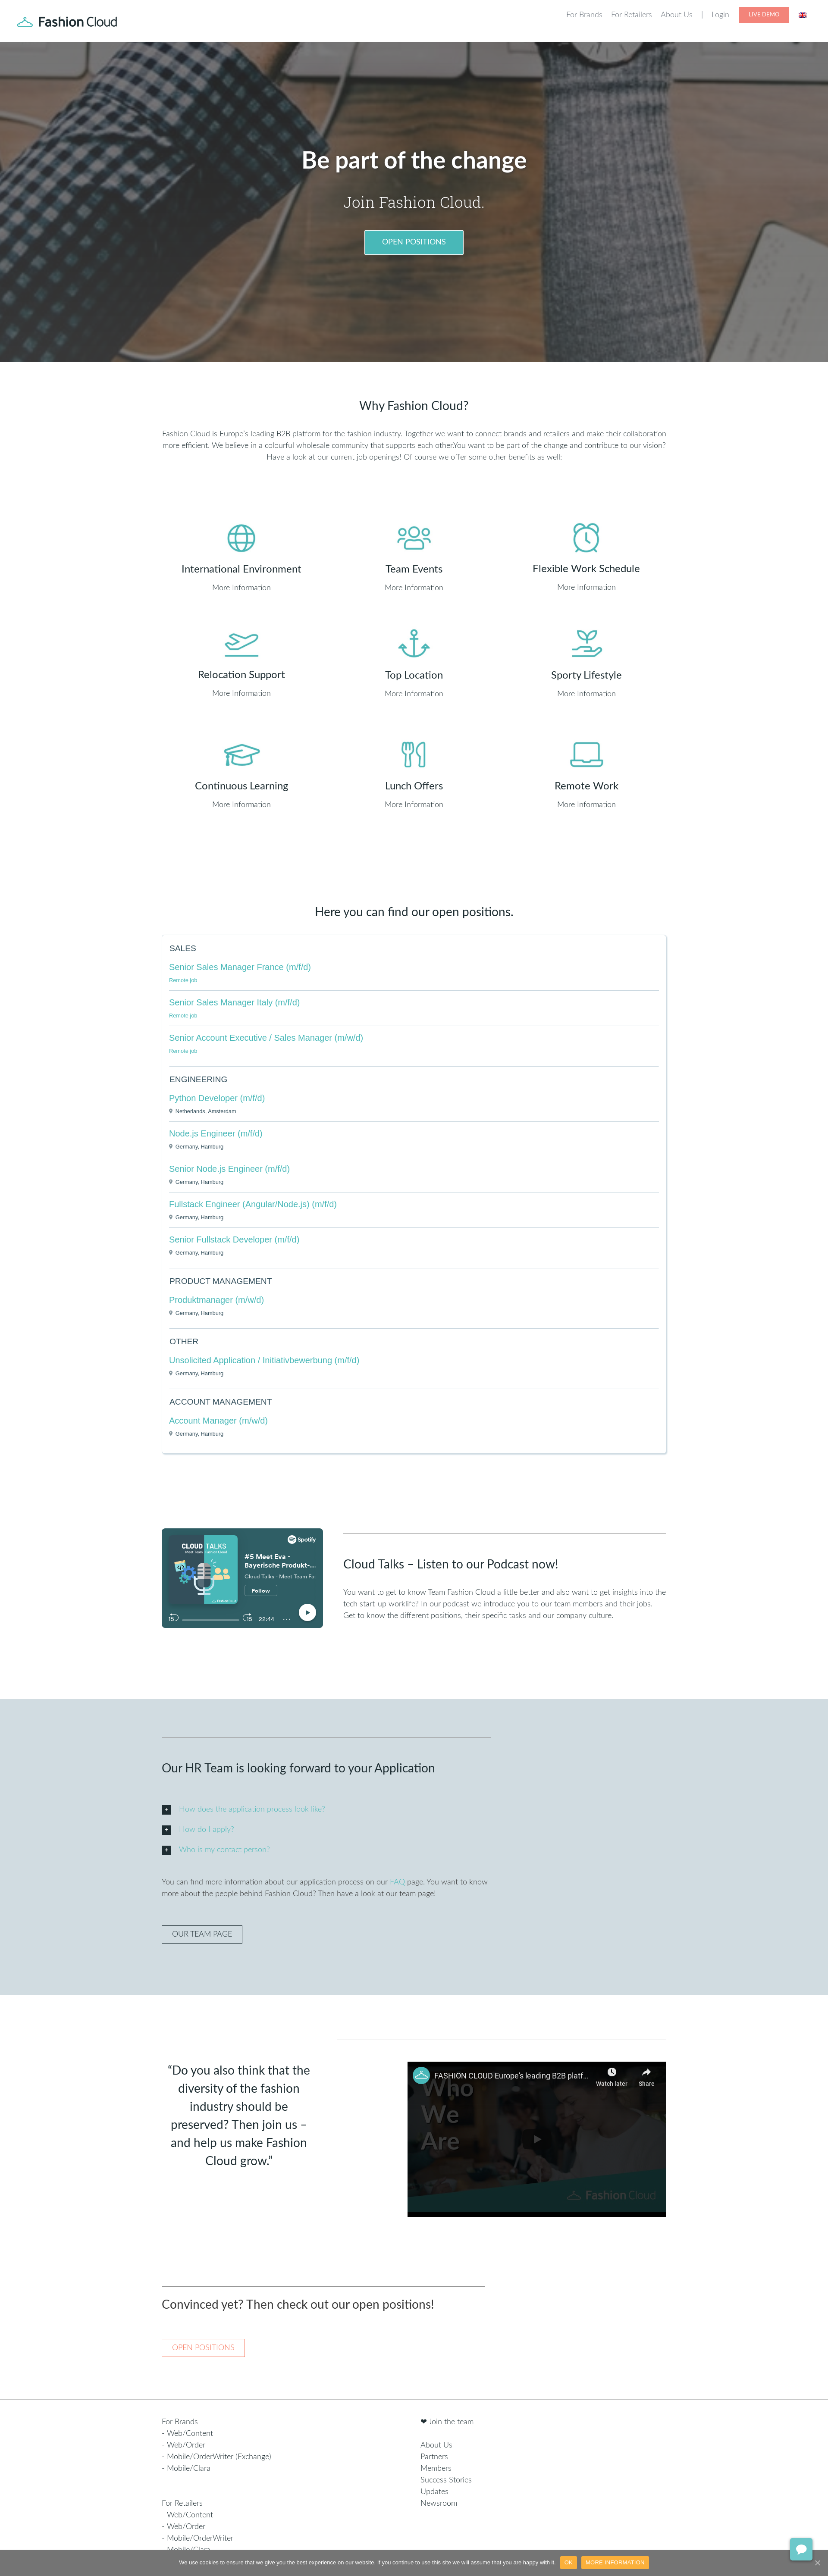 Fashion Cloud
For Brands
For Retailers
About Us
|
Login
LIVE DEMO
Be part of the change
Join Fashion Cloud.
OPEN POSITIONS
Why Fashion Cloud?
Fashion Cloud is Europe's leading B2B platform for the fashion industry. Together we want to connect brands and retailers and make their collaboration
more efficient. We believe in a colourful wholesale community that supports each other.You want to be part of the change and contribute to our vision?
Have a look at our current job openings! Of course we offer some other benefits as well:
International Environment
More Information
Team Events
More Information
Flexible Work Schedule
More Information
Relocation Support
More Information
Top Location
More Information
Sporty Lifestyle
More Information
Continuous Learning
More Information
Lunch Offers
More Information
Remote Work
More Information
Here you can find our open positions.
SALES
Senior Sales Manager France (m/f/d)
Remote job
Senior Sales Manager Italy (m/f/d)
Remote job
Senior Account Executive / Sales Manager (m/w/d)
Remote job
ENGINEERING
Python Developer (m/f/d)
Netherlands, Amsterdam
Node.js Engineer (m/f/d)
Germany, Hamburg
Senior Node.js Engineer (m/f/d)
Germany, Hamburg
Fullstack Engineer (Angular/Node.js) (m/f/d)
Germany, Hamburg
Senior Fullstack Developer (m/f/d)
Germany, Hamburg
PRODUCT MANAGEMENT
Produktmanager (m/w/d)
Germany, Hamburg
OTHER
Unsolicited Application / Initiativbewerbung (m/f/d)
Germany, Hamburg
ACCOUNT MANAGEMENT
Account Manager (m/w/d)
Germany, Hamburg
CLOUD TALKS
Meet Team Fashion Cloud
Spotify
#5 Meet Eva -
Bayerische Produkt-...
Cloud Talks - Meet Team Fa
Follow
15
15
22:44
...
Cloud Talks – Listen to our Podcast now!
You want to get to know Team Fashion Cloud a little better and also want to get insights into the
tech start-up worklife? In our podcast we introduce you to our team members and their jobs.
Get to know the different positions, their specific tasks and our company culture.
Our HR Team is looking forward to your Application
How does the application process look like?
How do I apply?
Who is my contact person?
You can find more information about our application process on our FAQ page. You want to know
more about the people behind Fashion Cloud? Then have a look at our team page!
OUR TEAM PAGE
“Do you also think that the
diversity of the fashion
industry should be
preserved? Then join us –
and help us make Fashion
Cloud grow.”
FASHION CLOUD Europe's leading B2B platf...
Watch later
Share
Who
We
Are
Fashion Cloud
Convinced yet? Then check out our open positions!
OPEN POSITIONS
For Brands
- Web/Content
- Web/Order
- Mobile/OrderWriter (Exchange)
- Mobile/Clara
For Retailers
- Web/Content
- Web/Order
- Mobile/OrderWriter
❤ Join the team
About Us
Partners
Members
Success Stories
Updates
Newsroom
We use cookies to ensure that we give you the best experience on our website. If you continue to use this site we will assume that you are happy with it.
OK
MORE INFORMATION